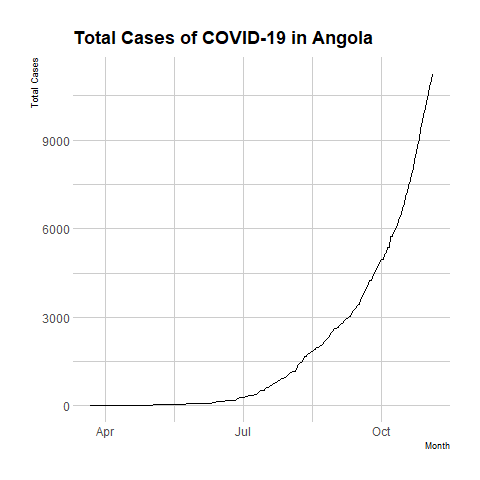 Total Cases of COVID-19 in Angola
Total Cases
9000
6000
3000
0
Apr Jul Oct
Month